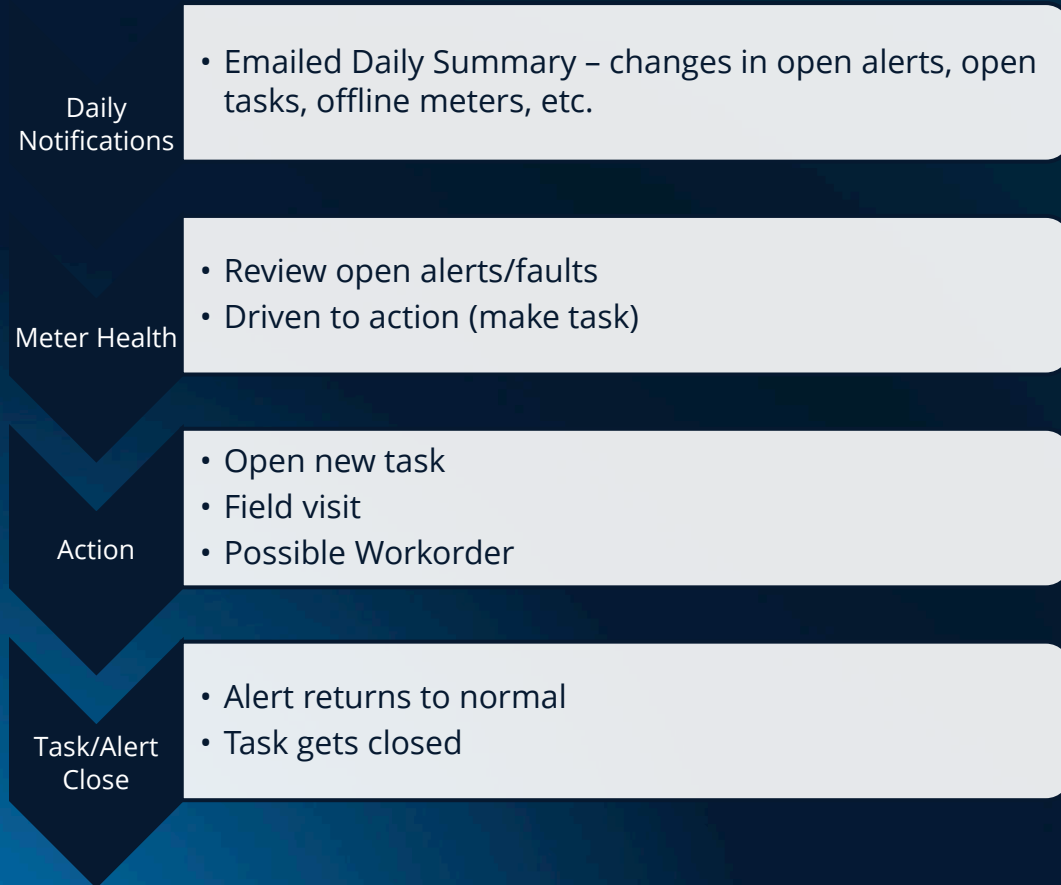 Daily
Notifications
• Emailed Daily Summary – changes in open alerts, open
tasks, offline meters, etc.
Meter Health
• Review open alerts/faults
• Driven to action (make task)
Action
• Open new task
• Field visit
• Possible Workorder
Task/Alert
Close
• Alert returns to normal
• Task gets closed